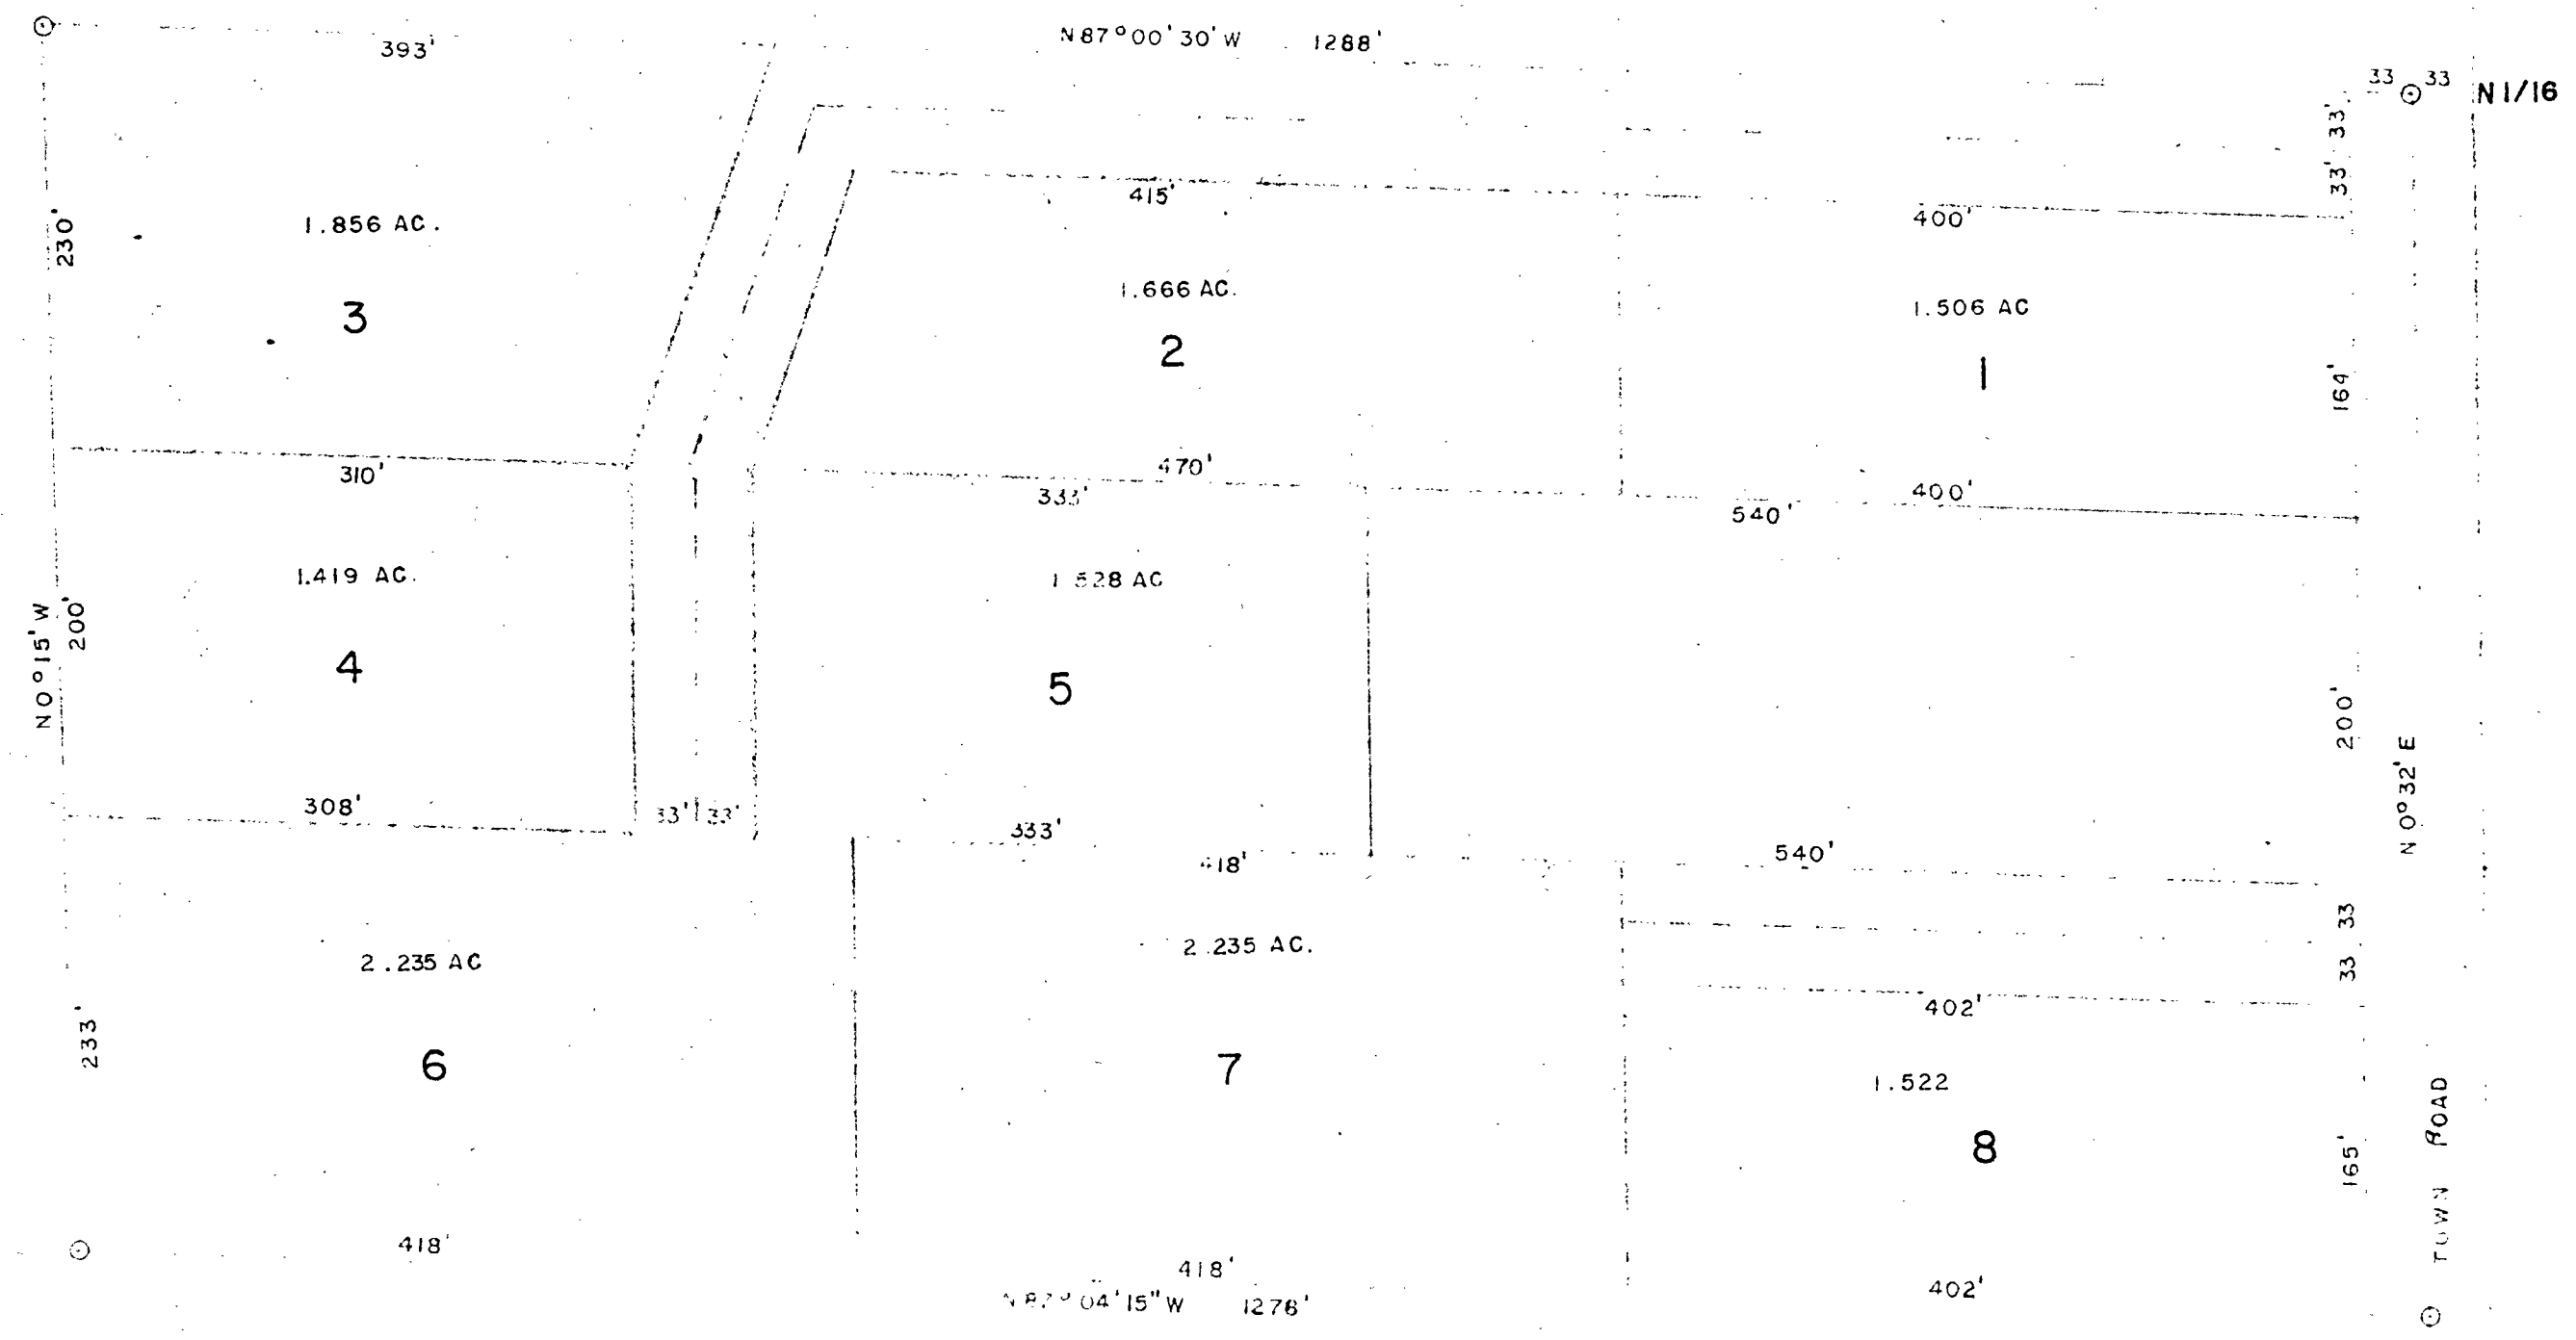 393'
N87°00'30'W 1288'
33 33 N1/16
33'
33'
415'
400'
230'
1.856 AC.
3
1.666 AC.
2
1.506 AC
1
164'
310'
470'
333'
400'
540'
1.419 AC.
4
1.528 AC
5
N0°15'W
200'
200'
N0°32'E
308'
33' 33'
333'
418'
540'
33
33
2.235 AC
6
2.235 AC.
7
402'
1.522
8
233'
165'
TOWN ROAD
418'
418'
402'
04'15"W 1276'